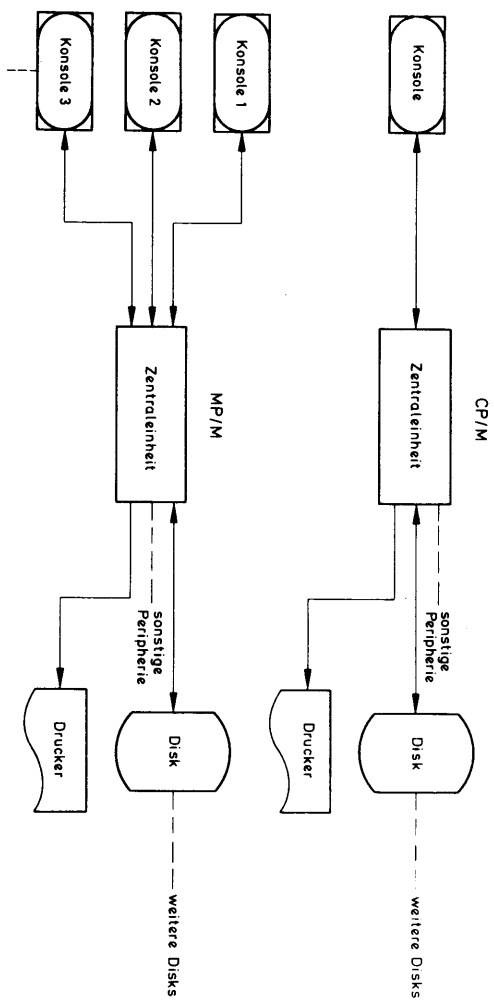 CP/M
Konsole
Zentraleinheit
sonstige
Peripherie
Disk
weitere Disks
Drucker
MP/M
Konsole 1
Konsole 2
Konsole 3
Zentraleinheit
sonstige
Peripherie
Disk
weitere Disks
Drucker